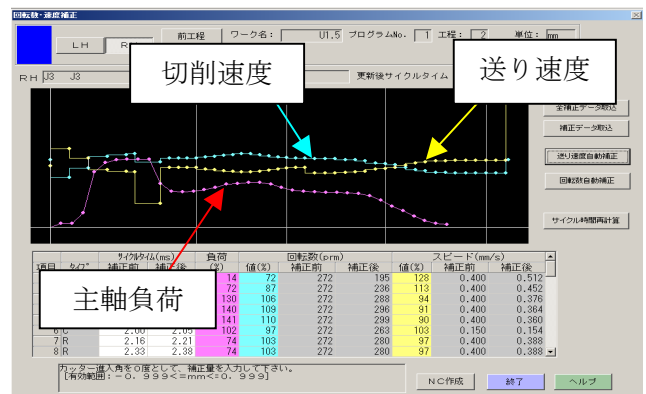 回転数・速度補正
LH R 前工程 ワーク名: U1.5 プログラムNo. 1 工程: 2 単位: mm
RH J3 J3 更新後サイクルタイム
切削速度
送り速度
全補正データ取込
補正データ取込
送り速度自動補正
回転数自動補正
サイクル時間再計算
主軸負荷
サイクルタイム(ms) 負荷 回転数(prm) スピード(mm/s)
項目 タイプ 補正前 補正後 (%) 値(%) 補正前 補正後 値(%) 補正前 補正後
14 72 272 195 128 0.400 0.512
72 87 272 236 113 0.400 0.452
130 106 272 288 94 0.400 0.376
140 109 272 296 91 0.400 0.364
141 110 272 299 90 0.400 0.360
6 C 2.00 2.05 102 97 272 263 103 0.150 0.154
7 R 2.16 2.21 74 103 272 280 97 0.400 0.388
8 R 2.33 2.38 74 103 272 280 97 0.400 0.388
カッター進入角を0度として、補正量を入力して下さい。
[有効範囲:-0.999<=mm<=0.999]
NC作成 終了 ヘルプ